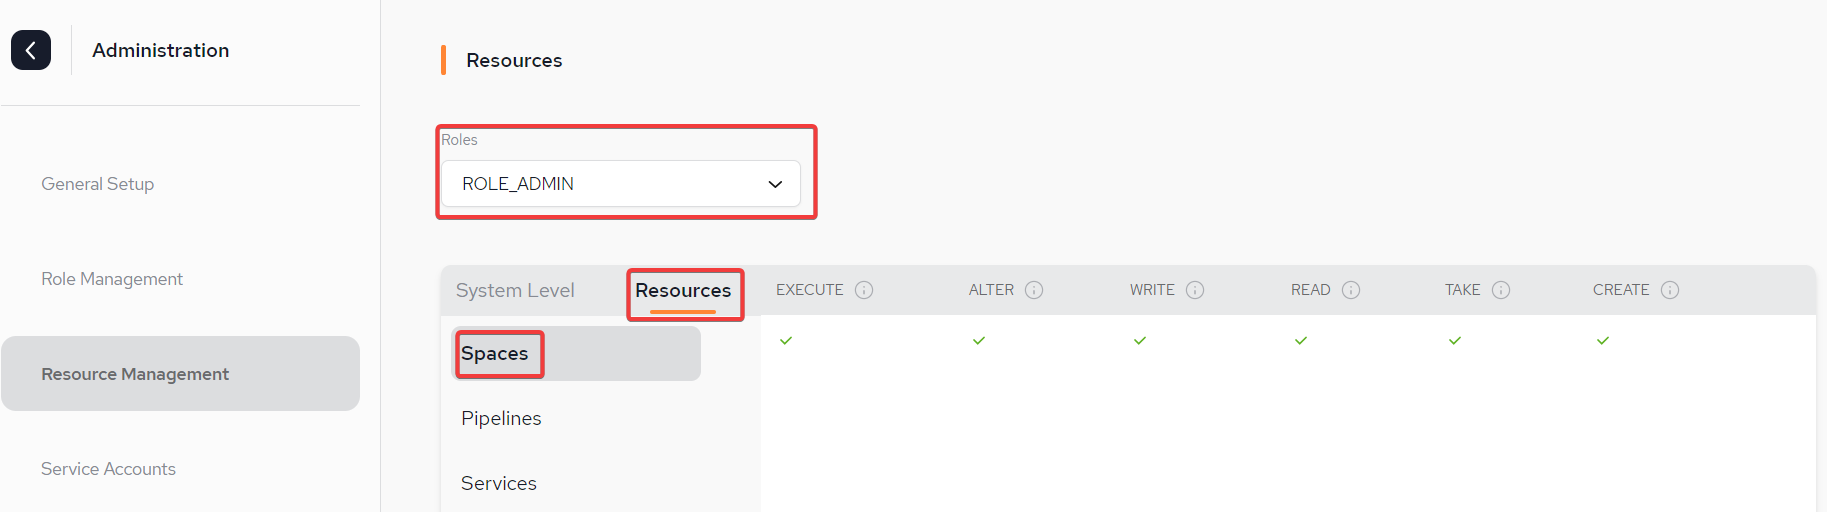 Administration
General Setup
Role Management
Resource Management
Service Accounts
Resources
Roles
ROLE_ADMIN
System Level Resources EXECUTE ALTER WRITE READ TAKE CREATE
Spaces
Pipelines
Services